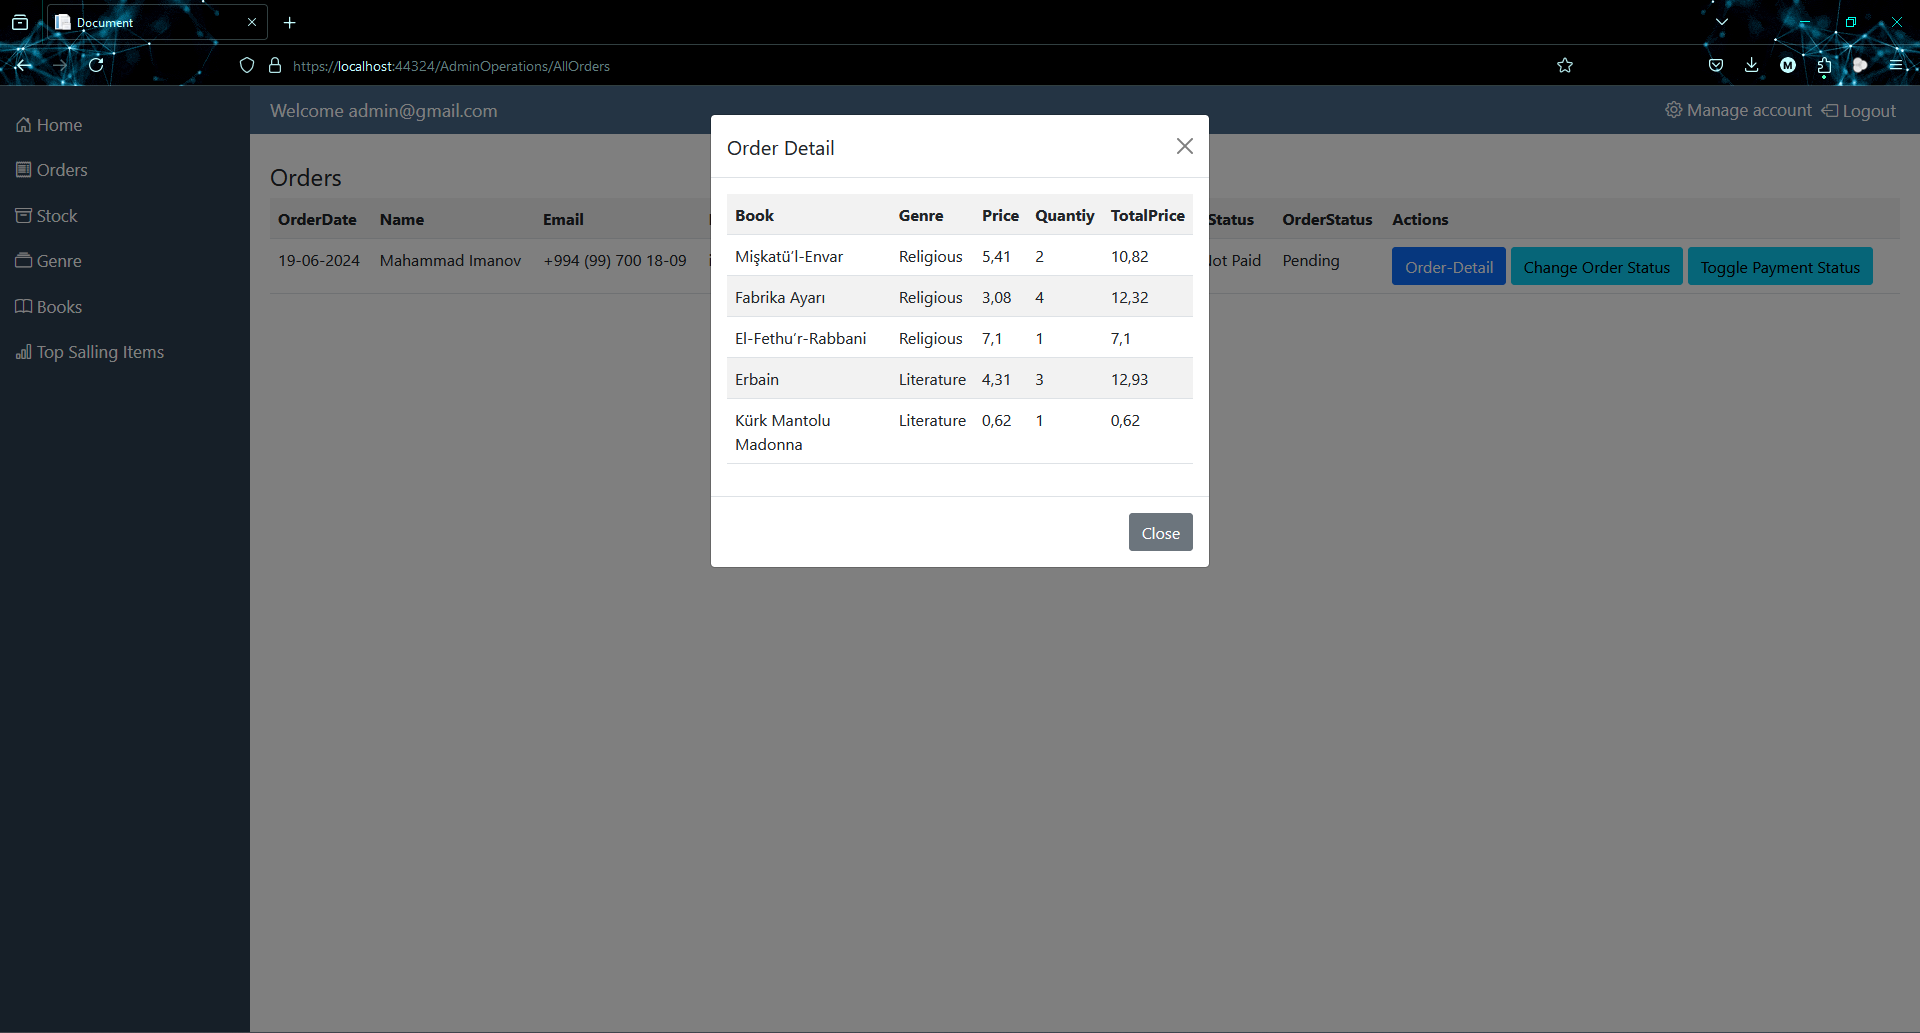 Document
https://localhost:44324/AdminOperations/AllOrders
Home
Orders
Stock
Genre
Books
Top Salling Items
Welcome admin@gmail.com
Manage account Logout
Orders
OrderDate Name Email Status OrderStatus Actions
19-06-2024 Mahammad Imanov +994 (99) 700 18-09 Not Paid Pending Order-Detail Change Order Status Toggle Payment Status
Order Detail
Book Genre Price Quantiy TotalPrice
Mişkatü’l-Envar Religious 5,41 2 10,82
Fabrika Ayarı Religious 3,08 4 12,32
El-Fethu’r-Rabbani Religious 7,1 1 7,1
Erbain Literature 4,31 3 12,93
Kürk Mantolu Literature 0,62 1 0,62
Madonna
Close